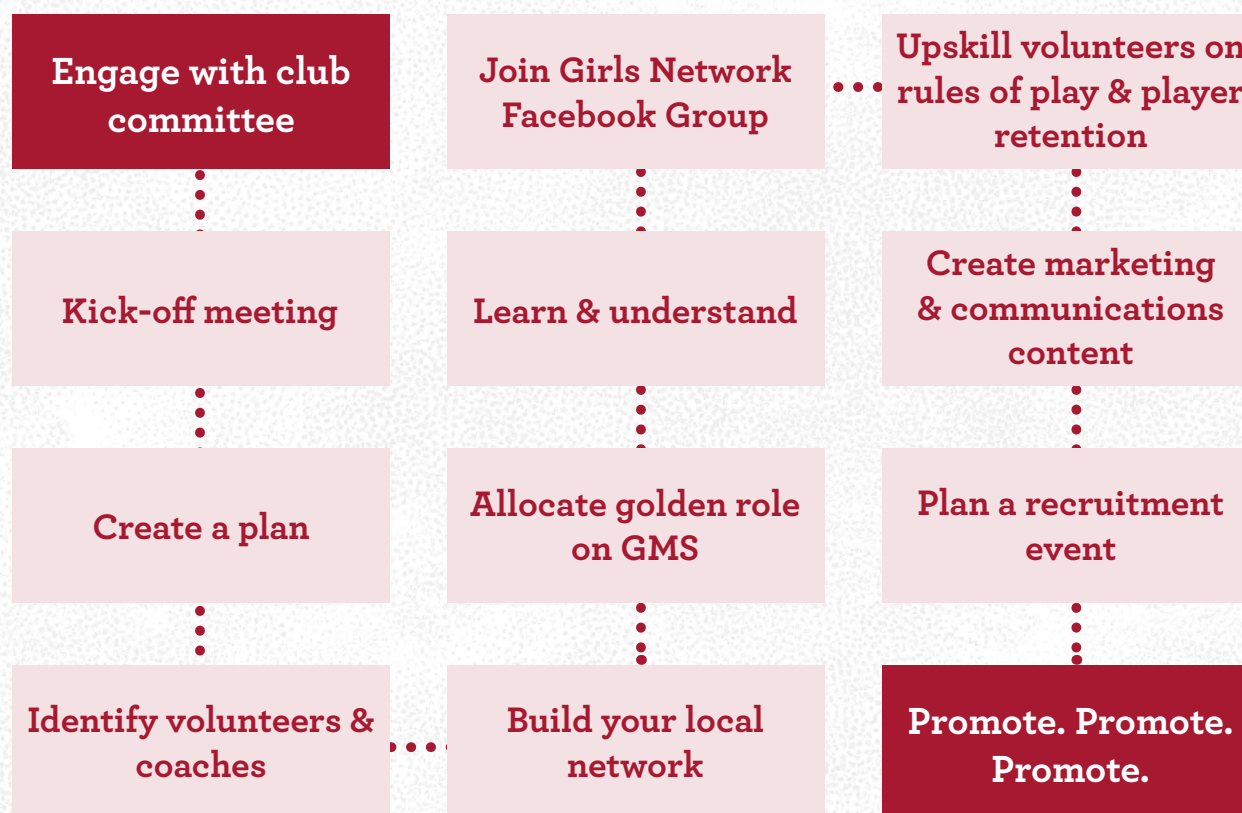 Engage with club
committee
Kick-off meeting
Create a plan
Identify volunteers &
coaches
Build your local
network
Allocate golden role
on GMS
Learn & understand
Join Girls Network
Facebook Group
Upskill volunteers on
rules of play & player
retention
Create marketing
& communications
content
Plan a recruitment
event
Promote. Promote.
Promote.